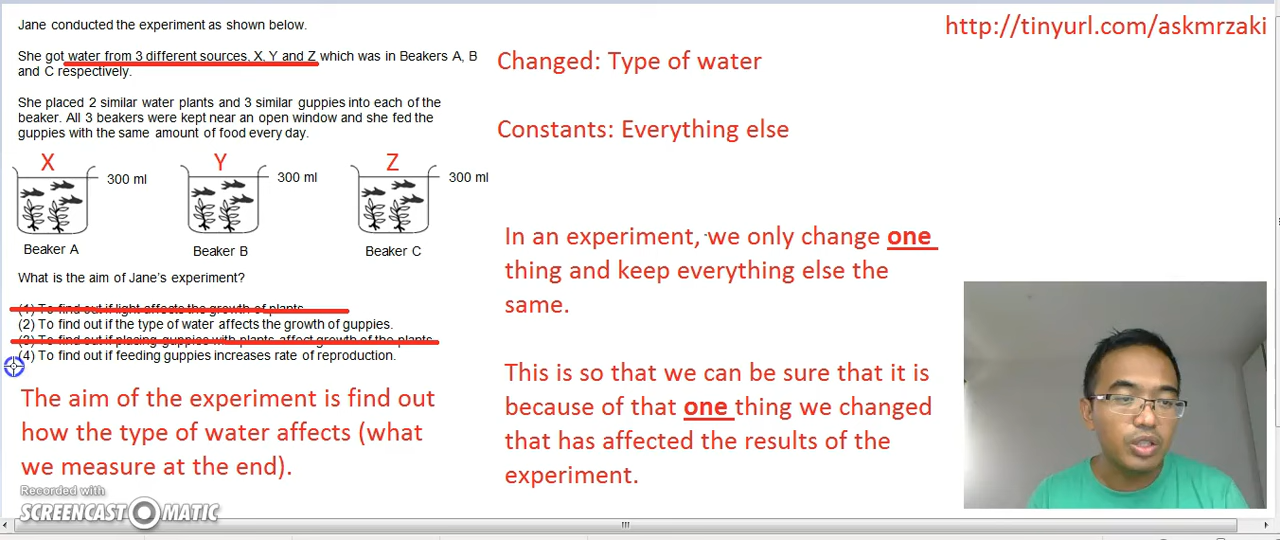 Jane conducted the experiment as shown below.
She got water from 3 different sources, X, Y and Z which was in Beakers A, B
and C respectively.
She placed 2 similar water plants and 3 similar guppies into each of the
beaker. All 3 beakers were kept near an open window and she fed the
guppies with the same amount of food every day.
X
300 ml
Beaker A
Y
300 ml
Beaker B
Z
300 ml
Beaker C
What is the aim of Jane's experiment?
(1) To find out if light affects the growth of plants.
(2) To find out if the type of water affects the growth of guppies.
(3) To find out if placing guppies with plants affect growth of the plants.
(4) To find out if feeding guppies increases rate of reproduction.
The aim of the experiment is find out
how the type of water affects (what
we measure at the end).
Recorded with
SCREENCAST-O-MATIC
http://tinyurl.com/askmrzaki
Changed: Type of water
Constants: Everything else
In an experiment, we only change one
thing and keep everything else the
same.
This is so that we can be sure that it is
because of that one thing we changed
that has affected the results of the
experiment.